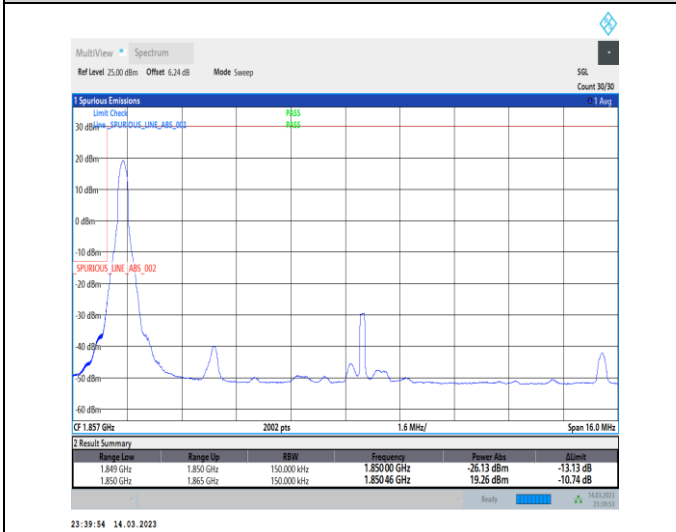 MultiView Spectrum
Ref Level 25.00 dBm Offset 6.24 dB Mode Sweep SGL
Count 30/30
1 Spurious Emissions 1 Avg
Limit Check PASS
30 dBm Line _SPURIOUS_LINE_ABS_002 PASS
20 dBm
10 dBm
0 dBm
-10 dBm
_SPURIOUS_LINE_ABS_002
-20 dBm
-30 dBm
-40 dBm
-50 dBm
-60 dBm
CF 1.857 GHz 2002 pts 1.6 MHz/ Span 16.0 MHz
2 Result Summary
Range Low Range Up RBW Frequency Power Abs ΔLimit
1.849 GHz 1.850 GHz 150.000 kHz 1.85000 GHz -26.13 dBm -13.13 dB
1.850 GHz 1.865 GHz 150.000 kHz 1.85046 GHz 19.26 dBm -10.74 dB
Ready 14.03.2023
23:39:53
23:39:54 14.03.2023